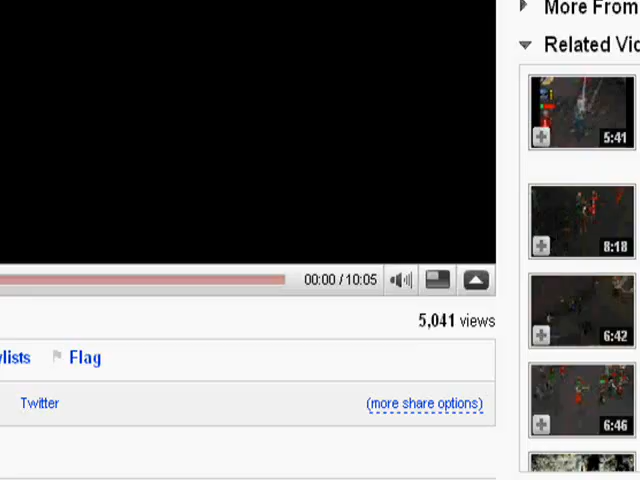 More From
Related Vid
5:41
8:18
00:00 / 10:05
5,041 views
6:42
ylists
Flag
Twitter
(more share options)
6:46